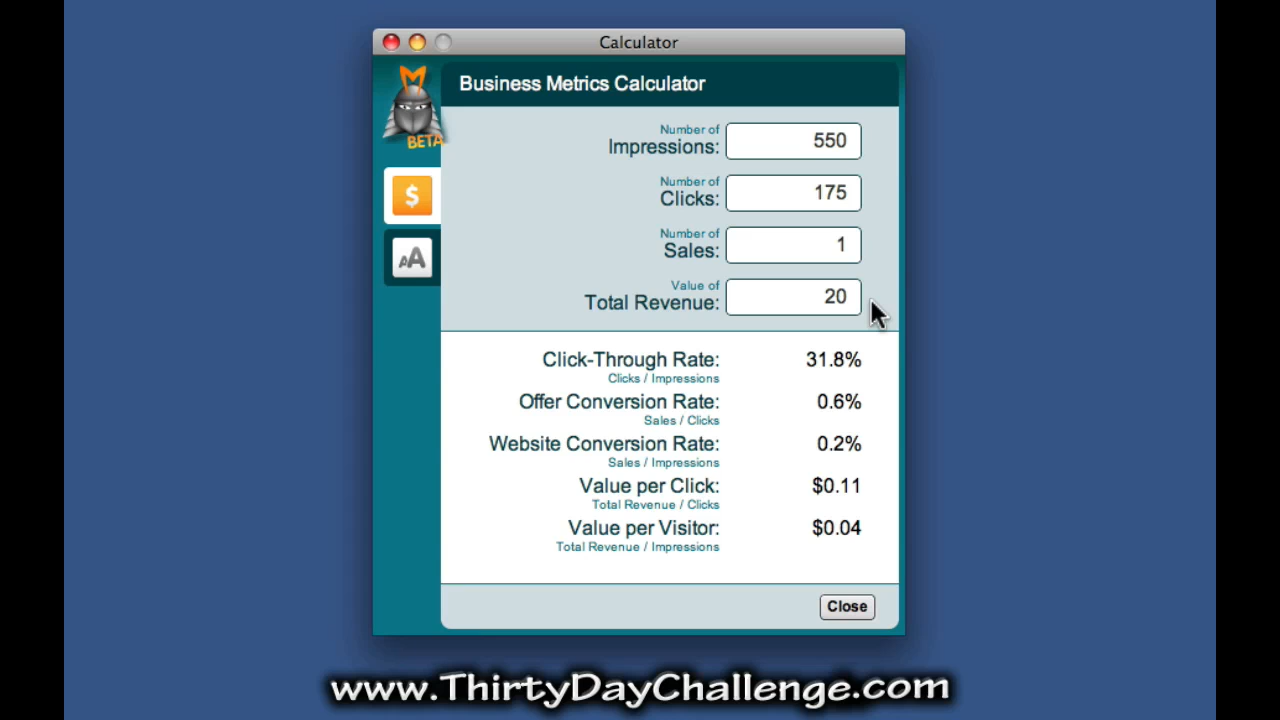 Calculator
Business Metrics Calculator
BETA
$
AA
Number of
Impressions: 550
Number of
Clicks: 175
Number of
Sales: 1
Value of
Total Revenue: 20
Click-Through Rate: 31.8%
Clicks / Impressions
Offer Conversion Rate: 0.6%
Sales / Clicks
Website Conversion Rate: 0.2%
Sales / Impressions
Value per Click: $0.11
Total Revenue / Clicks
Value per Visitor: $0.04
Total Revenue / Impressions
Close
www.ThirtyDayChallenge.com